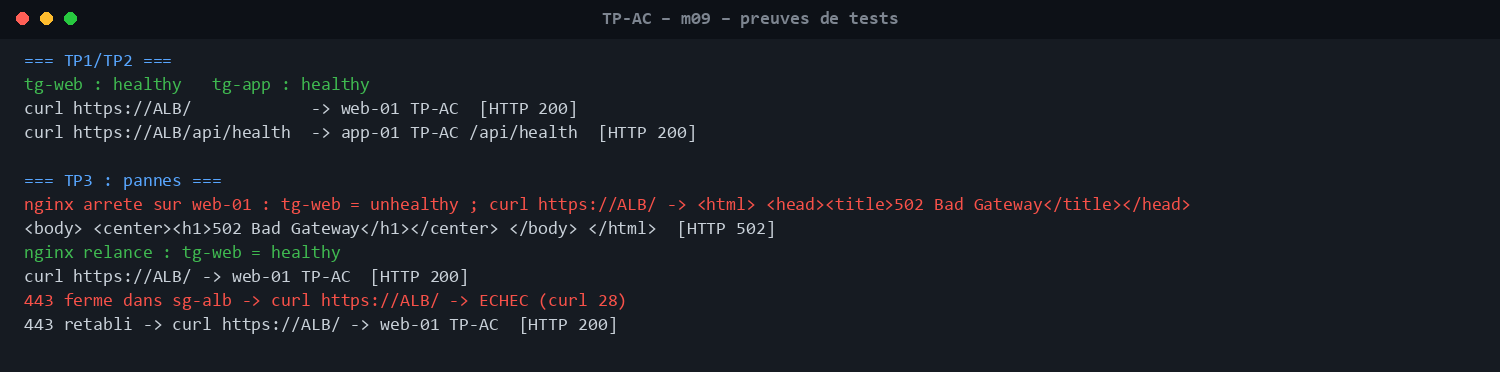 TP-AC – m09 – preuves de tests
=== TP1/TP2 ===
tg-web : healthy   tg-app : healthy
curl https://ALB/            -> web-01 TP-AC  [HTTP 200]
curl https://ALB/api/health  -> app-01 TP-AC /api/health  [HTTP 200]
=== TP3 : pannes ===
nginx arrete sur web-01 : tg-web = unhealthy ; curl https://ALB/ -> <html> <head><title>502 Bad Gateway</title></head>
<body> <center><h1>502 Bad Gateway</h1></center> </body> </html>  [HTTP 502]
nginx relance : tg-web = healthy
curl https://ALB/ -> web-01 TP-AC  [HTTP 200]
443 ferme dans sg-alb -> curl https://ALB/ -> ECHEC (curl 28)
443 retabli -> curl https://ALB/ -> web-01 TP-AC  [HTTP 200]